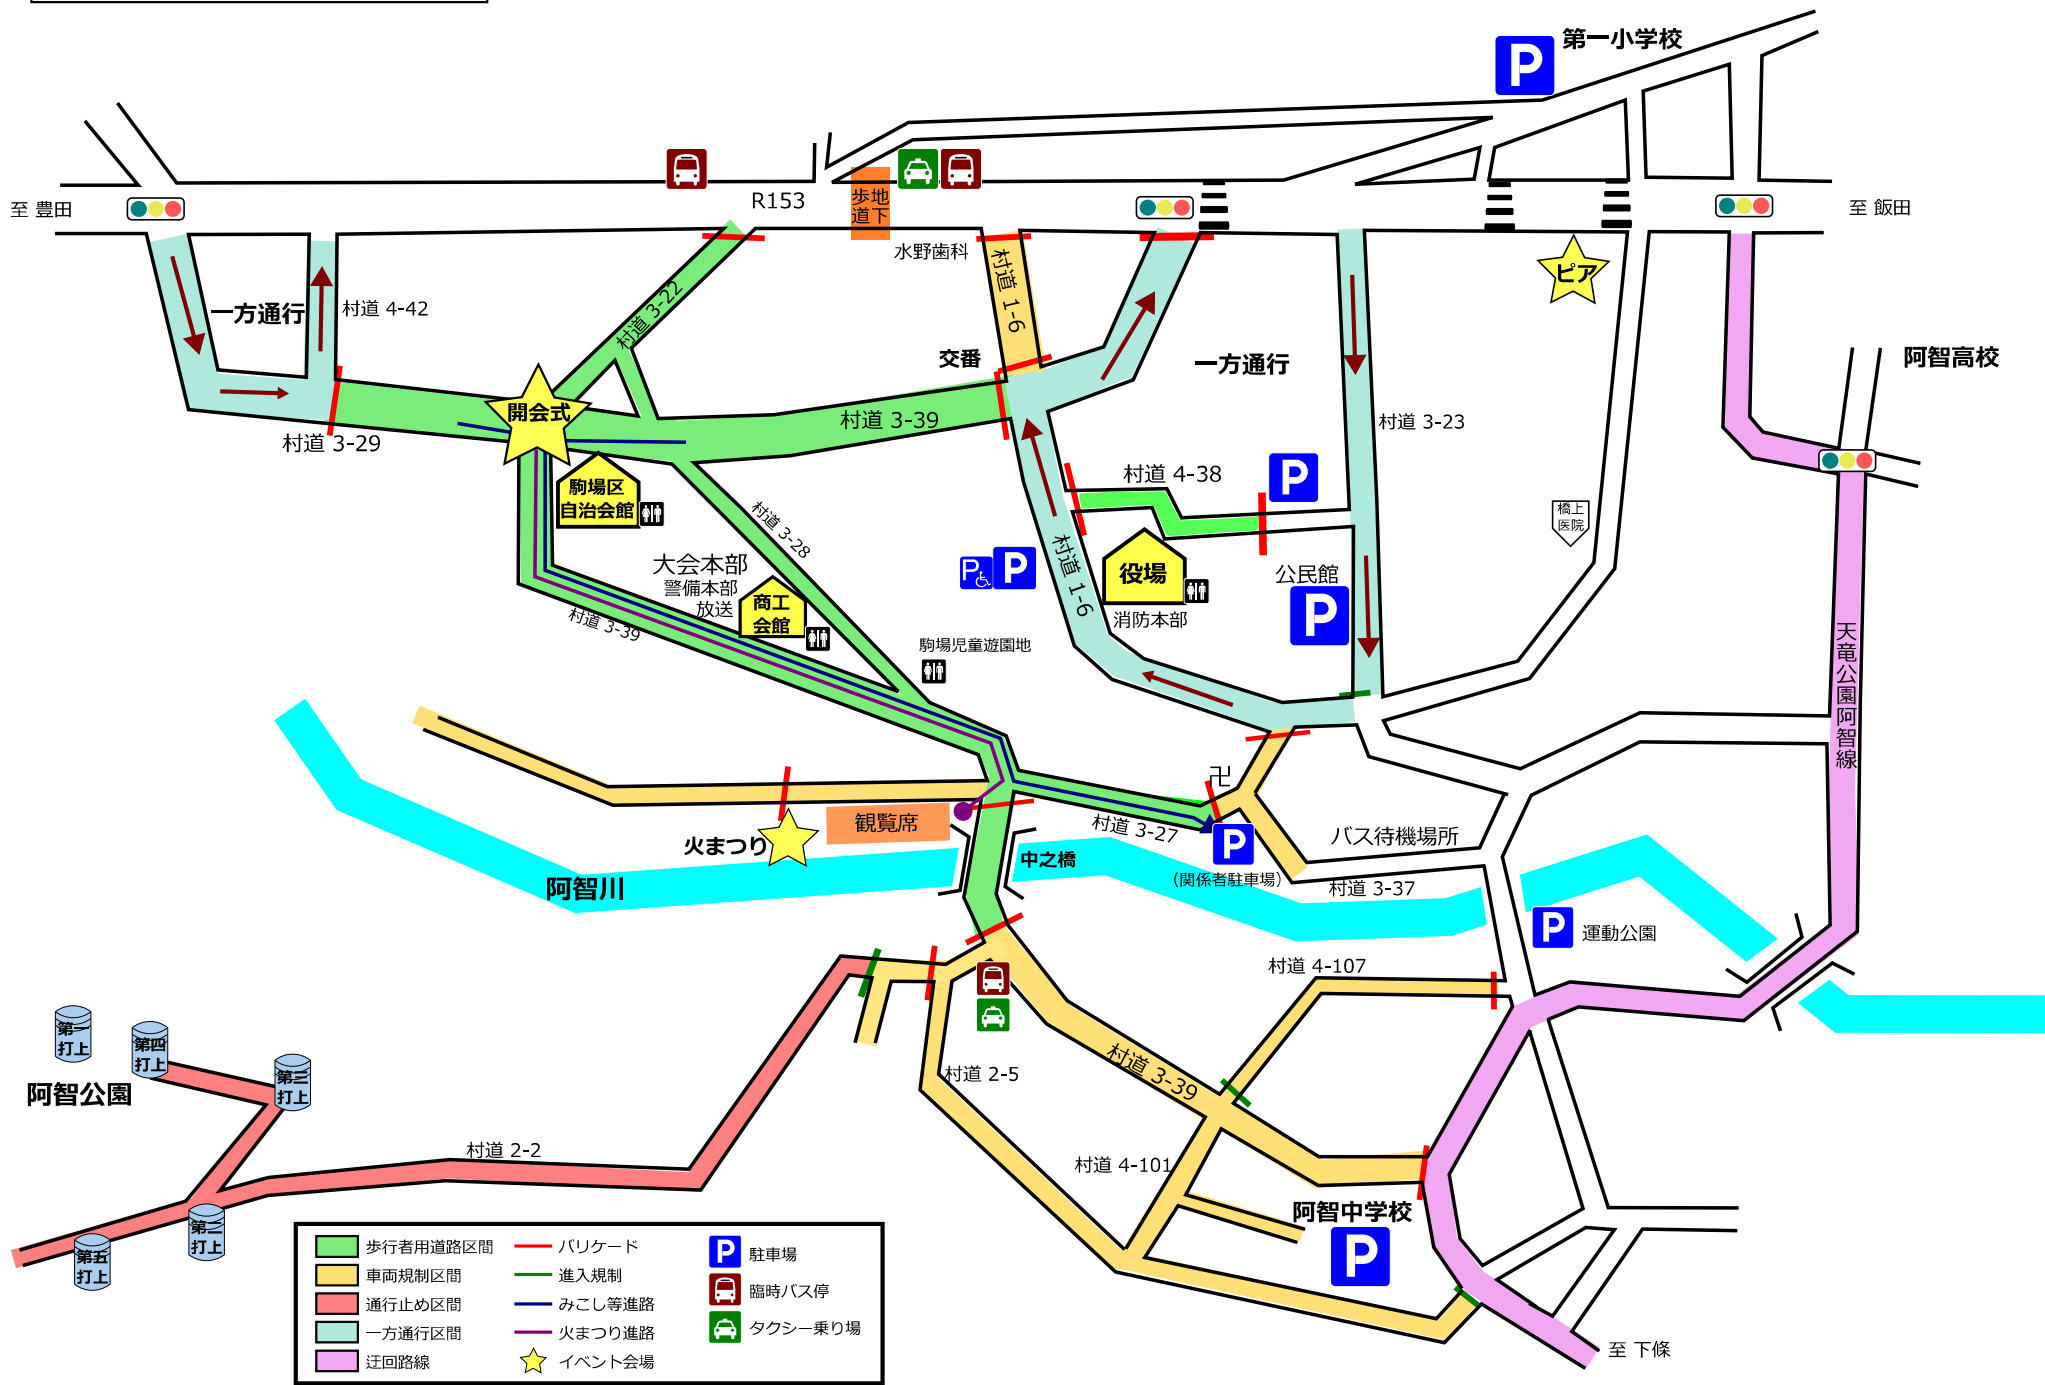 第一小学校
至 豊田
R153
歩地
道下
至 飯田
水野歯科
ピア
村道 1-6
一方通行
村道 4-42
村道 3-22
交番
一方通行
阿智高校
開会式
村道 3-39
村道 3-23
村道 3-29
駒場区
自治会館
村道 4-38
村道 3-28
橋上
医院
大会本部
警備本部
放送
商工
会館
村道 3-39
村道 1-6
役場
消防本部
公民館
駒場児童遊園地
天竜公園阿智線
卍
観覧席
火まつり
村道 3-27
バス待機場所
中之橋
(関係者駐車場)
村道 3-37
阿智川
運動公園
村道 4-107
第一
打上
第四
打上
第三
打上
阿智公園
村道 2-5
村道 3-39
村道 2-2
村道 4-101
第二
打上
第五
打上
阿智中学校
P
至 下條
歩行者用道路区間
車両規制区間
通行止め区間
一方通行区間
迂回路線
バリケード
進入規制
みこし等進路
火まつり進路
イベント会場
P 駐車場
臨時バス停
タクシー乗り場